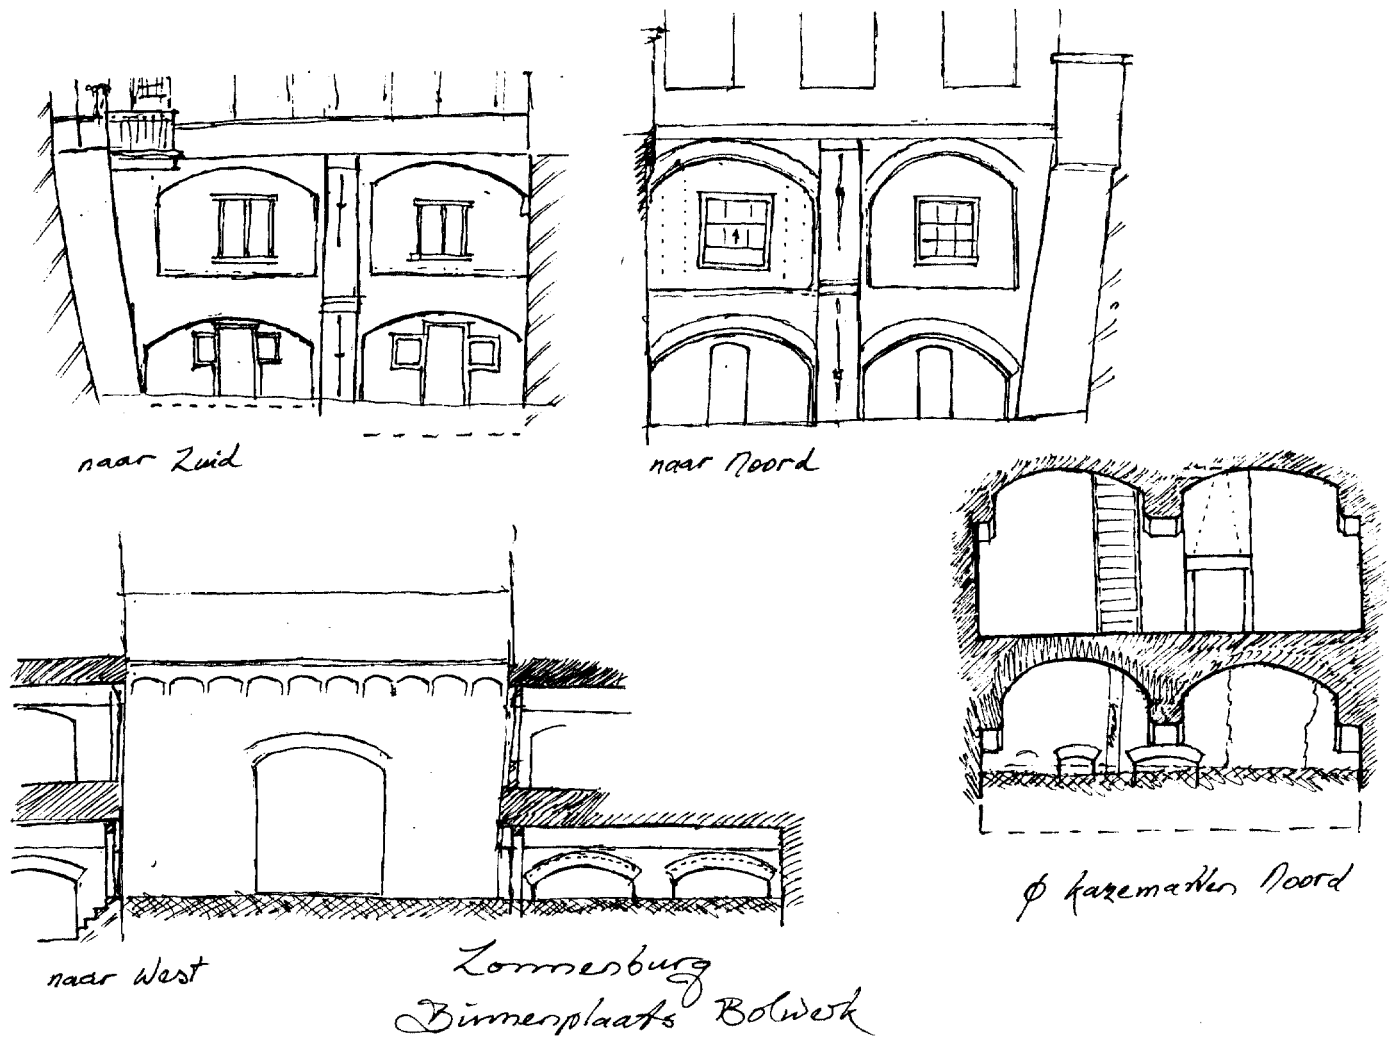 naar Zuid
naar Noord
⌀ kazematten Noord
naar West
Zonnenburg
Binnenplaats Bolwerk